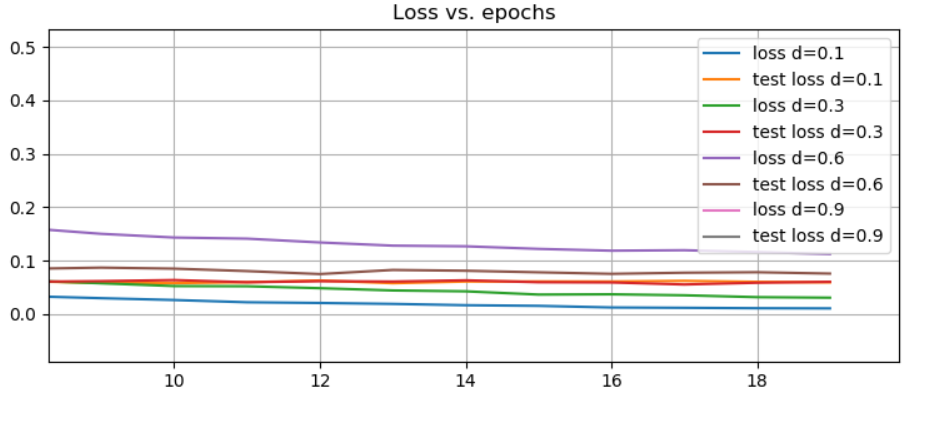 Loss vs. epochs
0.5
0.4
0.3
0.2
0.1
0.0
10 12 14 16 18
loss d=0.1
test loss d=0.1
loss d=0.3
test loss d=0.3
loss d=0.6
test loss d=0.6
loss d=0.9
test loss d=0.9